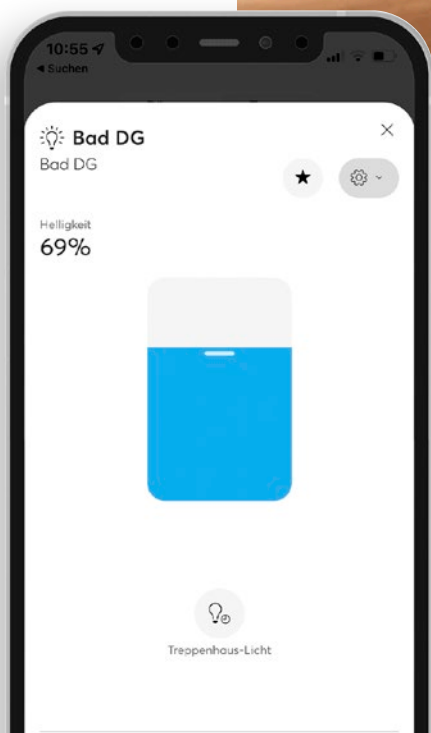 10:55
Suchen
Bad DG
Bad DG
Helligkeit
69%
Treppenhaus-Licht